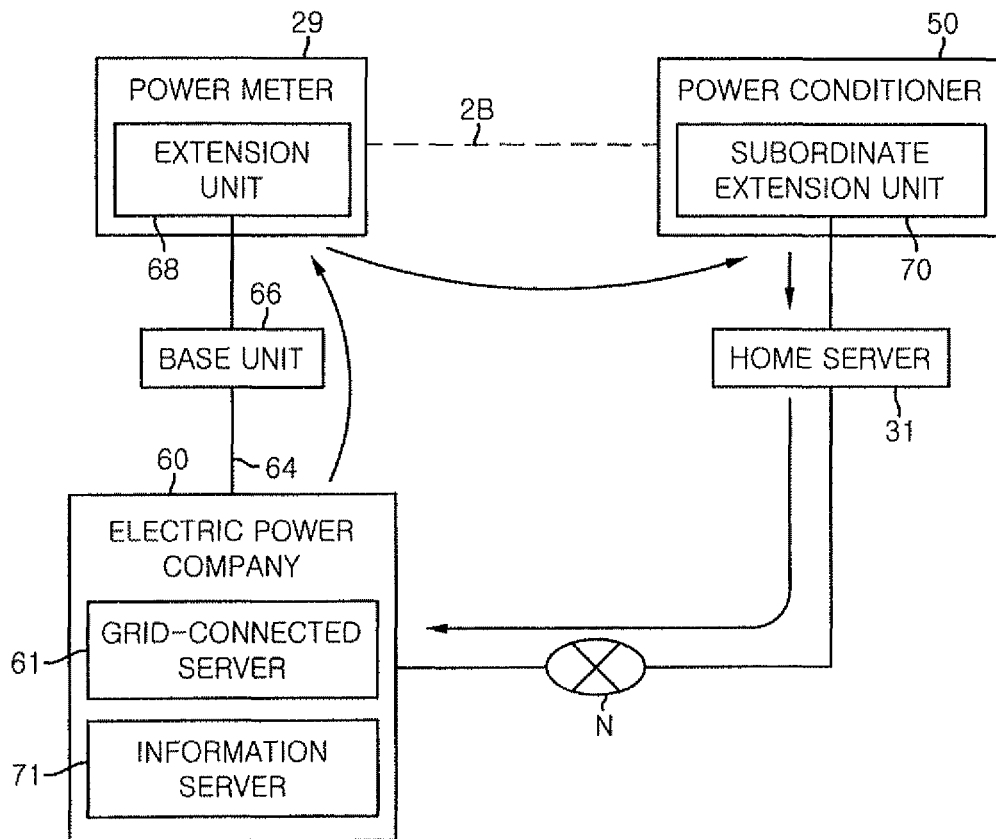 29
50
POWER METER
EXTENSION
UNIT
2B
POWER CONDITIONER
SUBORDINATE
EXTENSION UNIT
68
70
66
BASE UNIT
HOME SERVER
31
60
64
ELECTRIC POWER
COMPANY
GRID-CONNECTED
SERVER
61
N
INFORMATION
SERVER
71